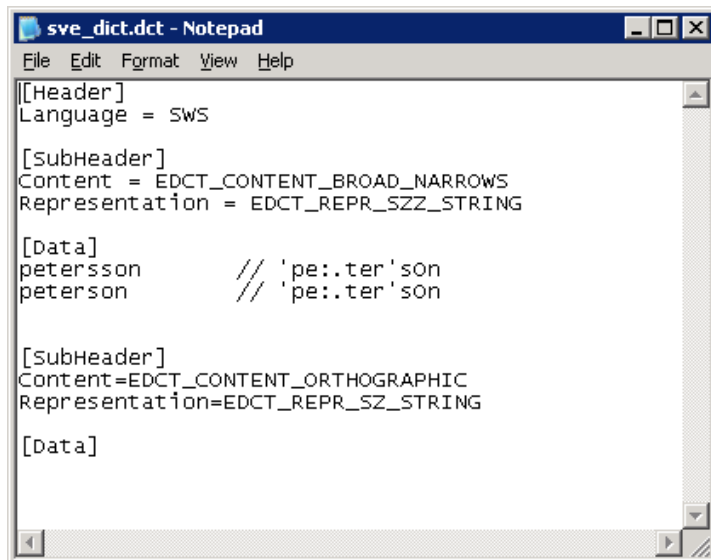 sve_dict.dct - Notepad
File Edit Format View Help
[Header]
Language = SWS
[SubHeader]
Content = EDCT_CONTENT_BROAD_NARROWS
Representation = EDCT_REPR_SZZ_STRING
[Data]
petersson // 'pe:.ter'sOn
peterson // 'pe:.ter'sOn
[SubHeader]
Content=EDCT_CONTENT_ORTHOGRAPHIC
Representation=EDCT_REPR_SZ_STRING
[Data]